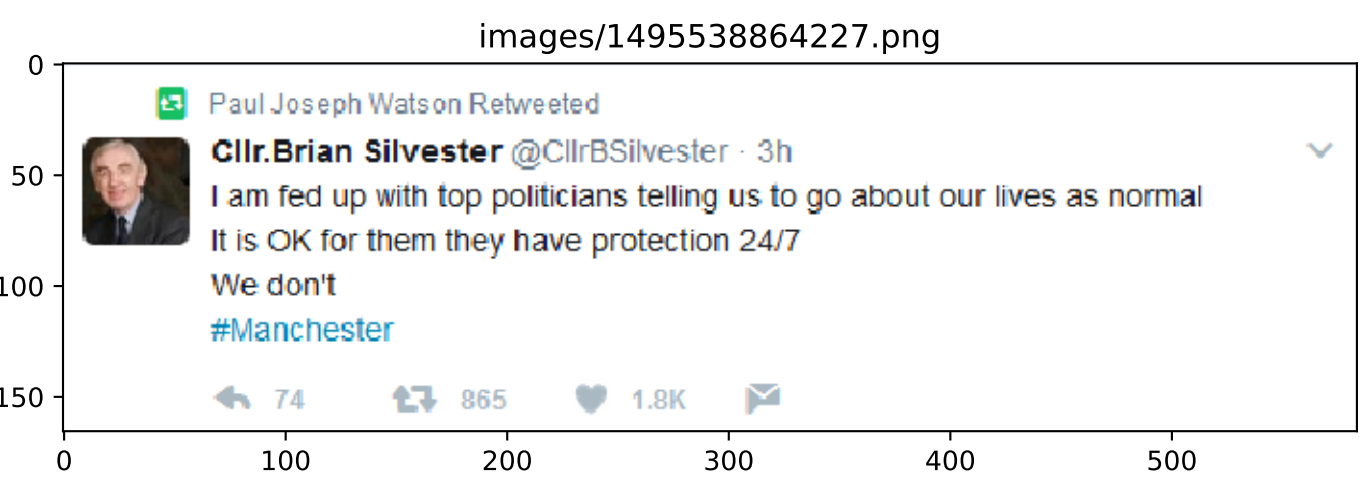 images/1495538864227.png
0
Paul Joseph Watson Retweeted
Cllr.Brian Silvester @CllrBSilvester · 3h
50
I am fed up with top politicians telling us to go about our lives as normal
It is OK for them they have protection 24/7
100
We don't
#Manchester
150
74 865 1.8K
0 100 200 300 400 500